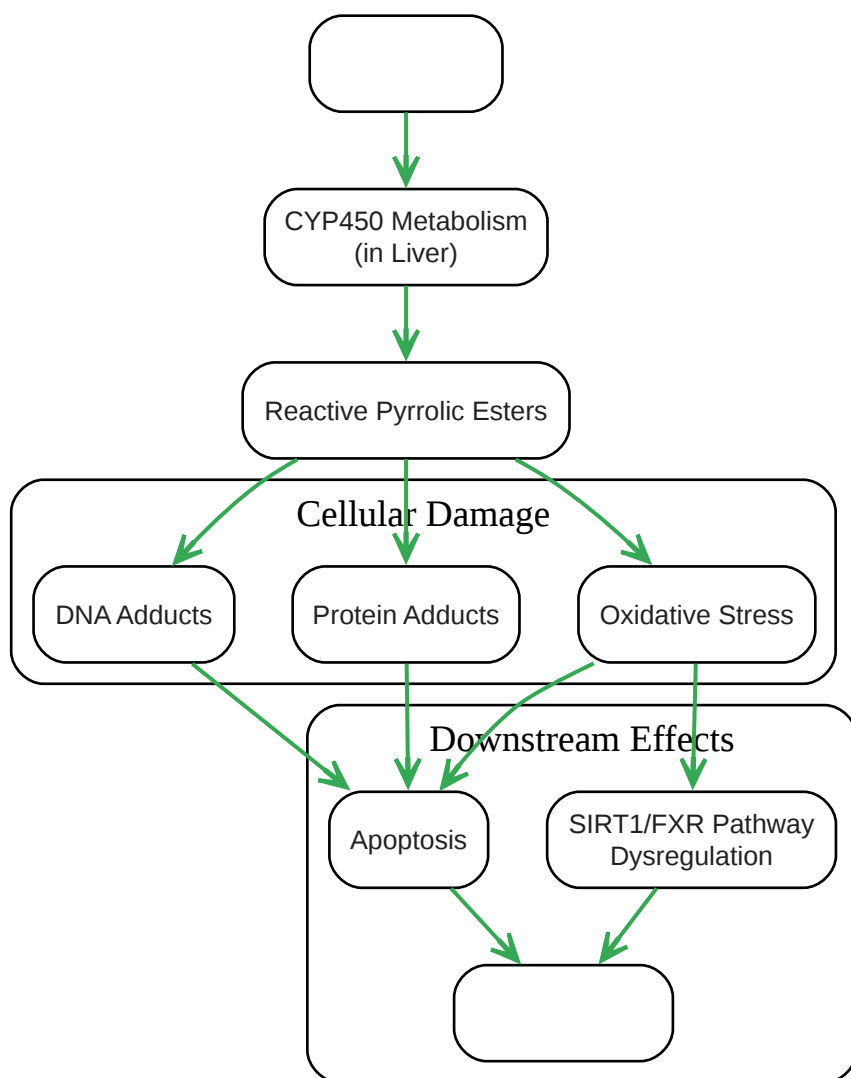 CYP450 Metabolism
(in Liver)
Reactive Pyrrolic Esters
Cellular Damage
DNA Adducts
Protein Adducts
Oxidative Stress
Downstream Effects
Apoptosis
SIRT1/FXR Pathway
Dysregulation